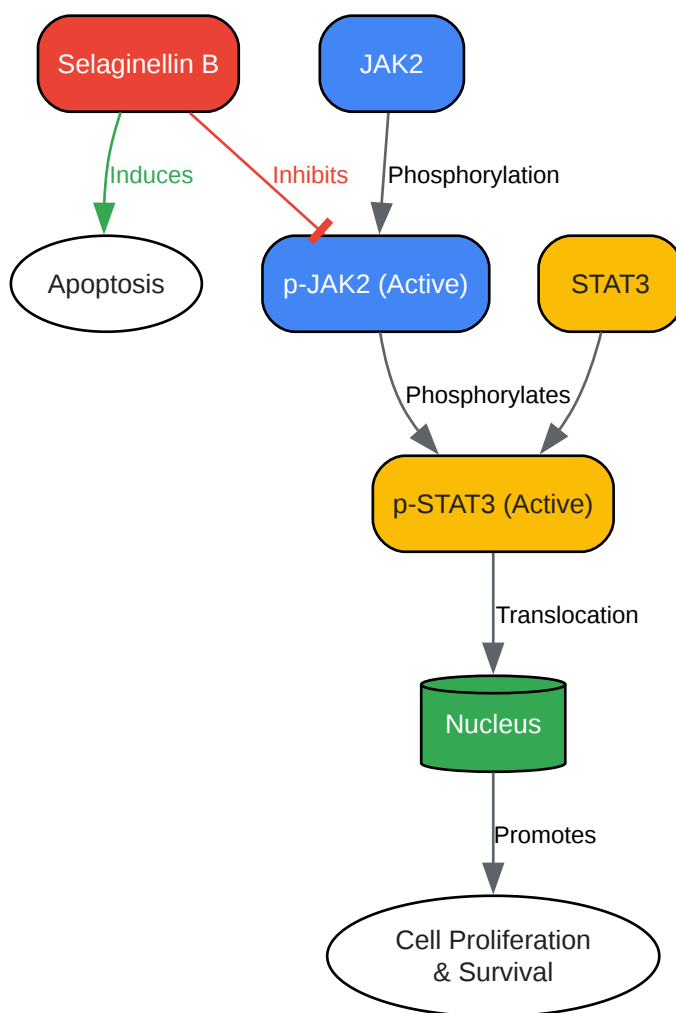 Selaginellin B
JAK2
Induces
Inhibits
Phosphorylation
Apoptosis
p-JAK2 (Active)
STAT3
Phosphorylates
p-STAT3 (Active)
Translocation
Nucleus
Promotes
Cell Proliferation
& Survival